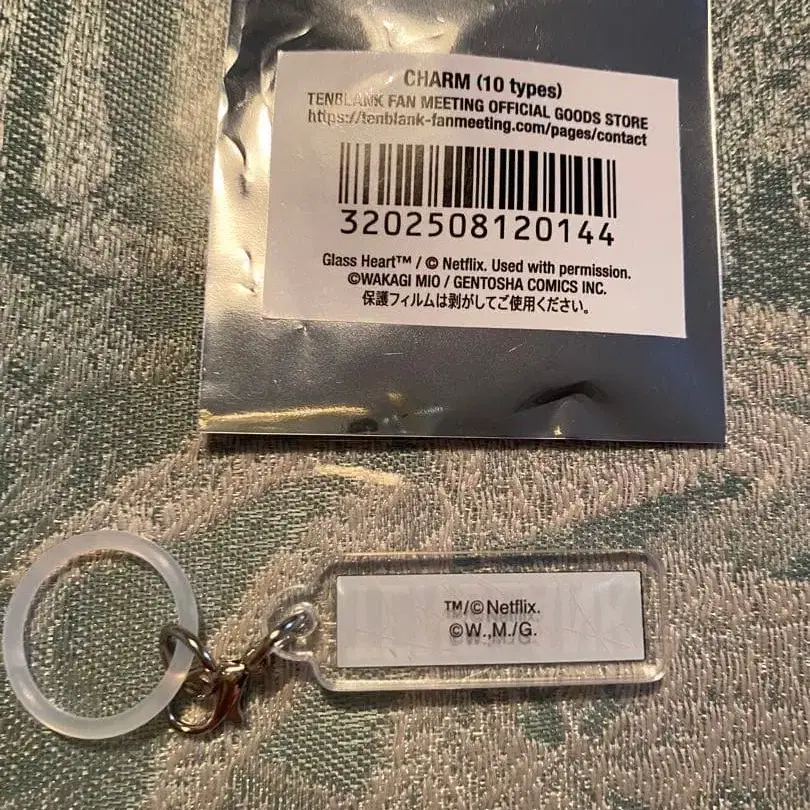 CHARM (10 types)
TENBLANK FAN MEETING OFFICIAL GOODS STORE
https://tenblank-fanmeeting.com/pages/contact
3202508120144
Glass Heart™ / © Netflix. Used with permission.
©WAKAGI MIO / GENTOSHA COMICS INC.
保護フィルムは剥がしてご使用ください。
™/©Netflix.
©W.,M./G.